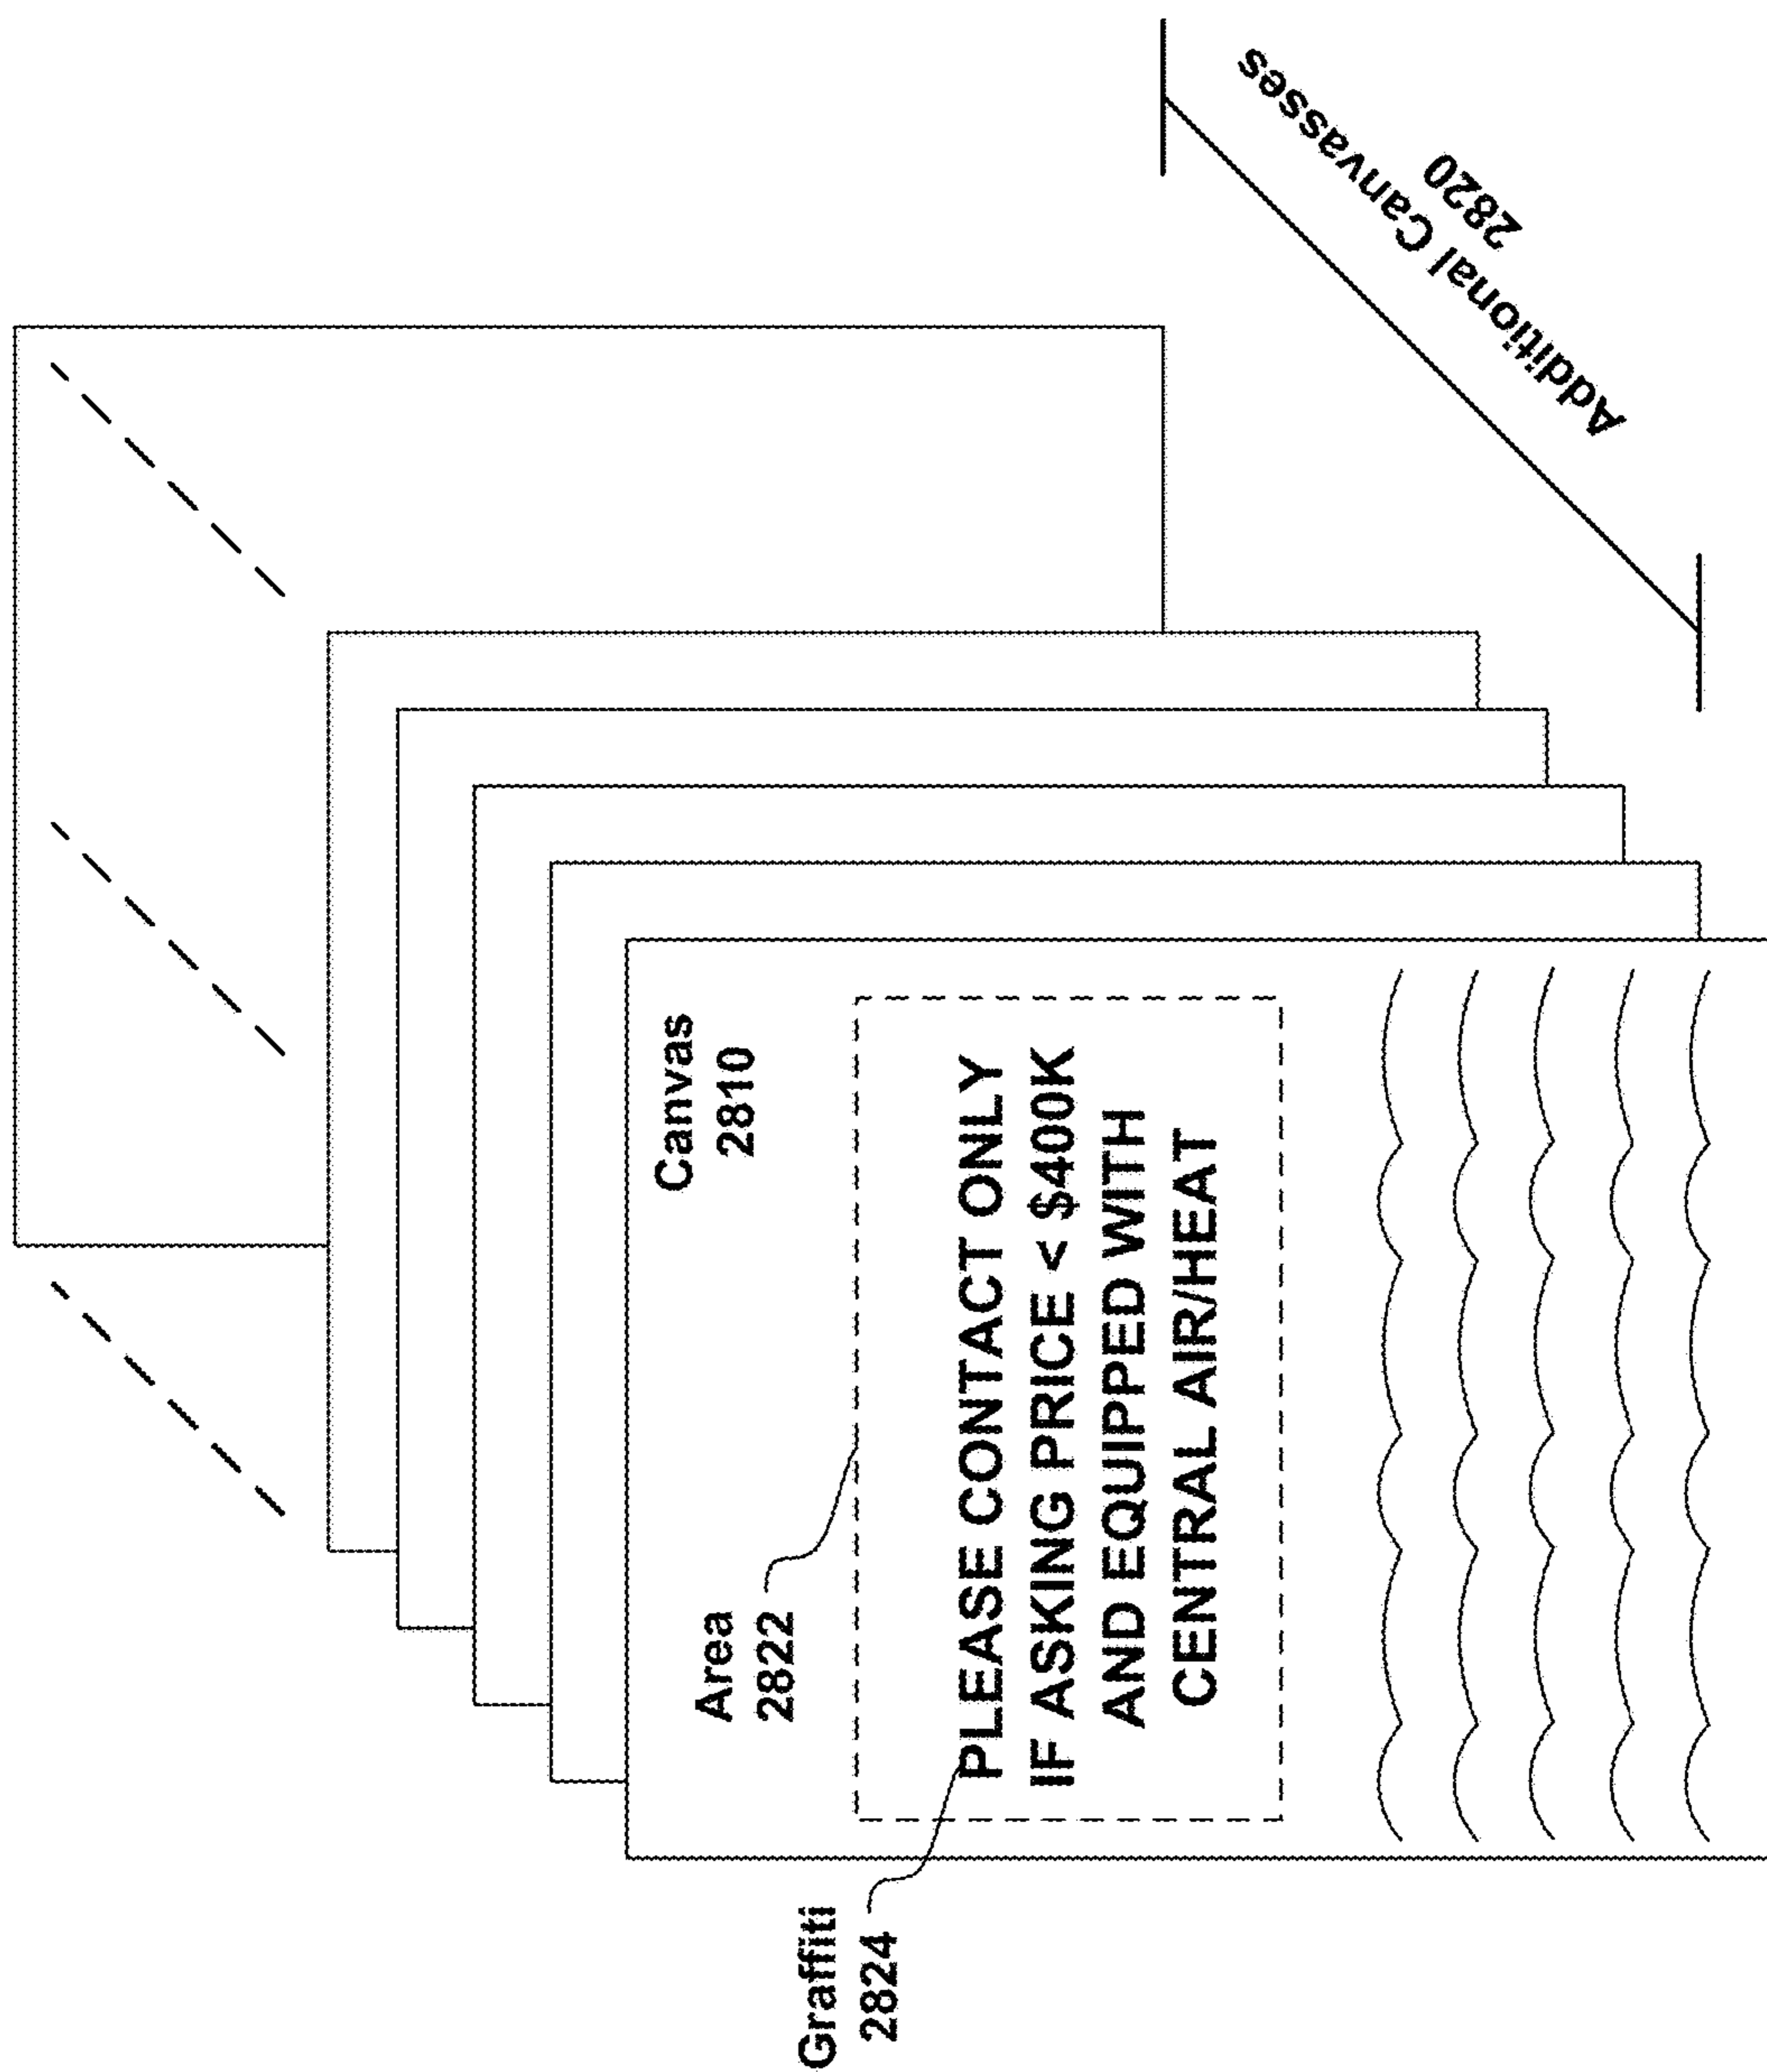 Canvas
2810
Area
2822
Graffiti
2824
PLEASE CONTACT ONLY
IF ASKING PRICE < $400K
AND EQUIPPED WITH
CENTRAL AIR/HEAT
Additional Canvasses
2820